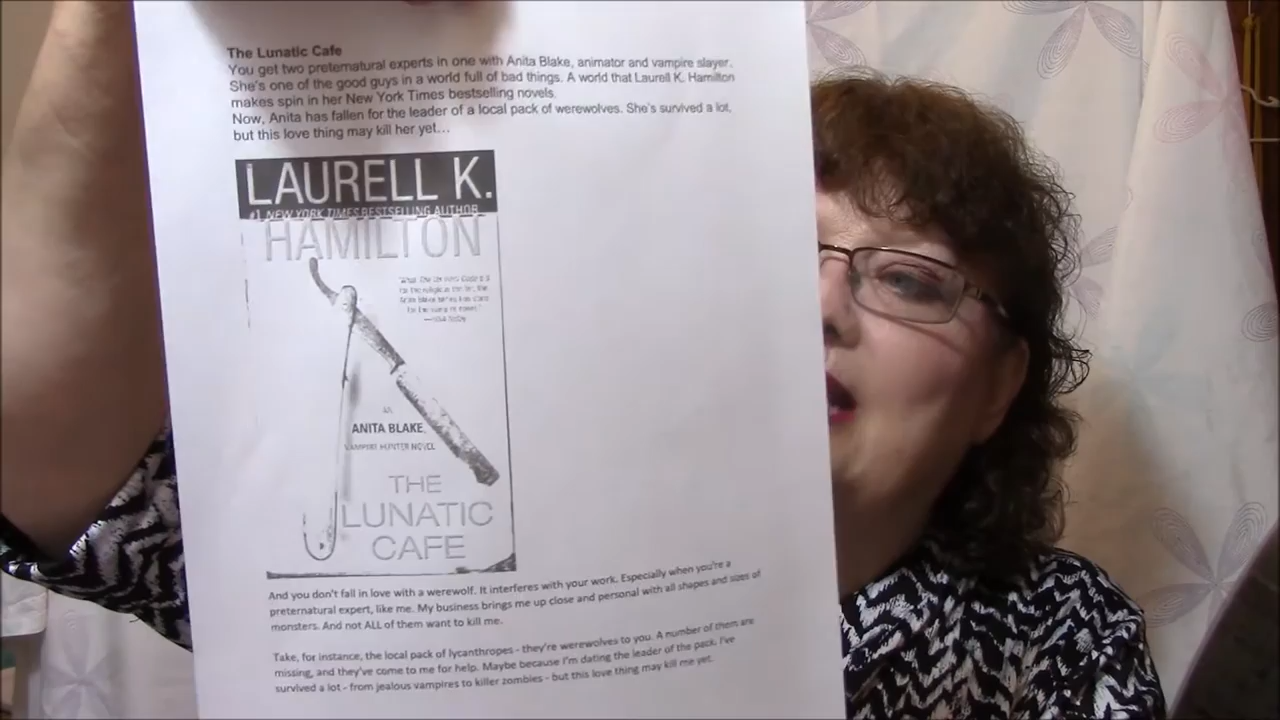 The Lunatic Cafe
You get two preternatural experts in one with Anita Blake, animator and vampire slayer.
She's one of the good guys in a world full of bad things. A world that Laurell K. Hamilton
makes spin in her New York Times bestselling novels.
Now, Anita has fallen for the leader of a local pack of werewolves. She's survived a lot,
but this love thing may kill her yet…
LAURELL K.
#1 NEW YORK TIMES BESTSELLING AUTHOR
HAMILTON
AN
ANITA BLAKE,
VAMPIRE HUNTER NOVEL
THE
LUNATIC
CAFE
And you don't fall in love with a werewolf. It interferes with your work. Especially when you're a
preternatural expert, like me. My business brings me up close and personal with all shapes and sizes of
monsters. And not ALL of them want to kill me.
Take, for instance, the local pack of lycanthropes - they're werewolves to you. A number of them are
missing, and they've come to me for help. Maybe because I'm dating the leader of the pack. I've
survived a lot - from jealous vampires to killer zombies - but this love thing may kill me yet.